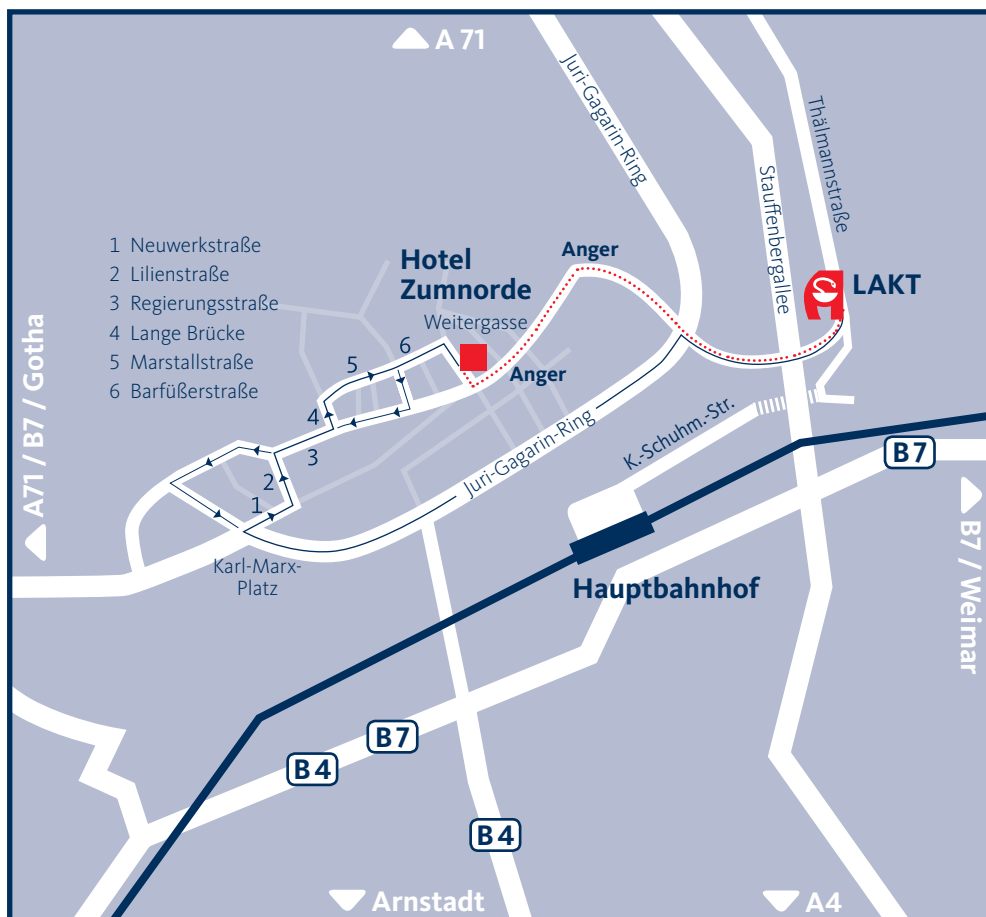 A 71
Juri-Gagarin-Ring
Thälmannstraße
Stauffenbergallee
1 Neuwerkstraße
2 Lilienstraße
3 Regierungsstraße
4 Lange Brücke
5 Marstallstraße
6 Barfüßerstraße
Hotel
Zumnorde
Weitergasse
Anger
LAKT
6
5
Anger
4
3
2
1
Juri-Gagarin-Ring
K.-Schuhm.-Str.
B7
A71 / B7 / Gotha
Karl-Marx-
Platz
Hauptbahnhof
B7 / Weimar
B7
B4
B4
Arnstadt
A4